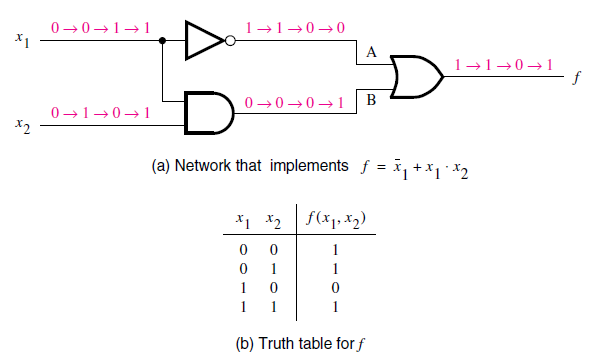 x1 0→0→1→1 1→1→0→0
A
1→1→0→1 f
x2 0→1→0→1 0→0→0→1 B
(a) Network that implements f = x̄1 + x1 · x2
x1 x2 f(x1, x2)
0 0 1
0 1 1
1 0 0
1 1 1
(b) Truth table for f